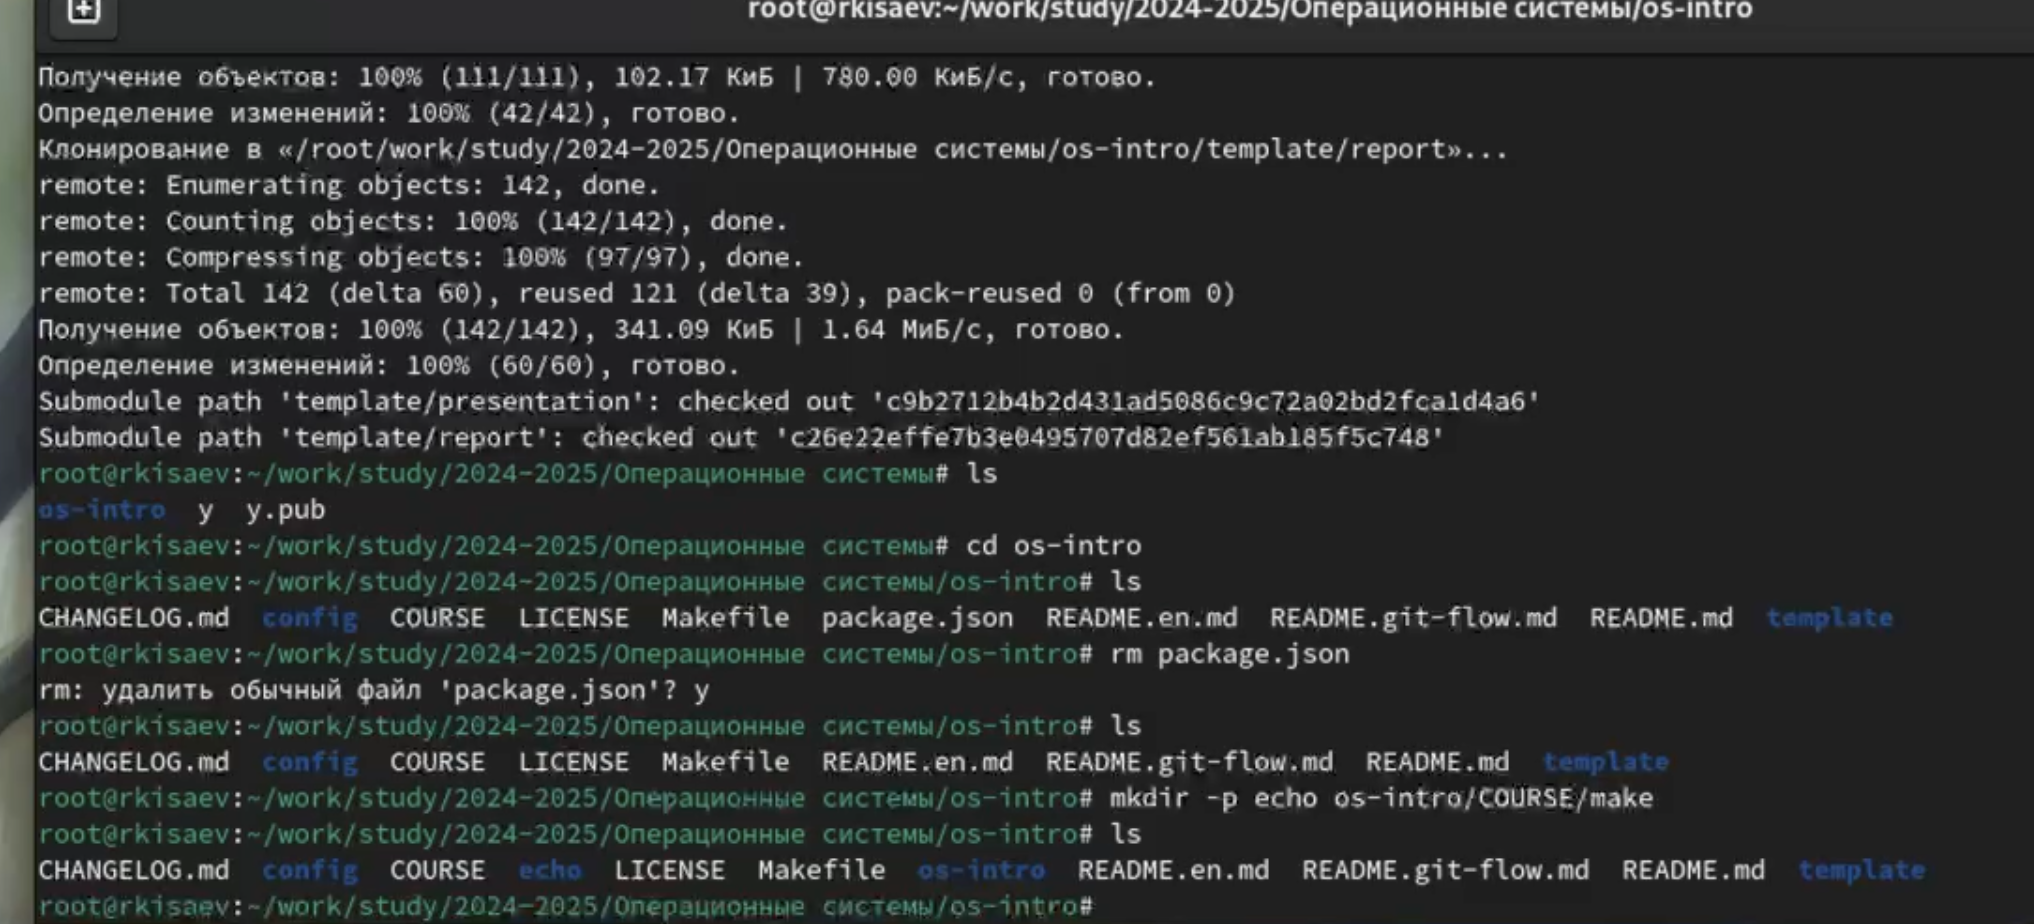 root@rkisaev:~/work/study/2024-2025/Операционные системы/os-intro
Получение объектов: 100% (111/111), 102.17 КиБ | 780.00 КиБ/с, готово.
Определение изменений: 100% (42/42), готово.
Клонирование в «/root/work/study/2024-2025/Операционные системы/os-intro/template/report»...
remote: Enumerating objects: 142, done.
remote: Counting objects: 100% (142/142), done.
remote: Compressing objects: 100% (97/97), done.
remote: Total 142 (delta 60), reused 121 (delta 39), pack-reused 0 (from 0)
Получение объектов: 100% (142/142), 341.09 КиБ | 1.64 МиБ/с, готово.
Определение изменений: 100% (60/60), готово.
Submodule path 'template/presentation': checked out 'c9b2712b4b2d431ad5086c9c72a02bd2fca1d4a6'
Submodule path 'template/report': checked out 'c26e22effe7b3e0495707d82ef561ab185f5c748'
root@rkisaev:~/work/study/2024-2025/Операционные системы# ls
os-intro  y  y.pub
root@rkisaev:~/work/study/2024-2025/Операционные системы# cd os-intro
root@rkisaev:~/work/study/2024-2025/Операционные системы/os-intro# ls
CHANGELOG.md  config  COURSE  LICENSE  Makefile  package.json  README.en.md  README.git-flow.md  README.md  template
root@rkisaev:~/work/study/2024-2025/Операционные системы/os-intro# rm package.json
rm: удалить обычный файл 'package.json'? y
root@rkisaev:~/work/study/2024-2025/Операционные системы/os-intro# ls
CHANGELOG.md  config  COURSE  LICENSE  Makefile  README.en.md  README.git-flow.md  README.md  template
root@rkisaev:~/work/study/2024-2025/Операционные системы/os-intro# mkdir -p echo os-intro/COURSE/make
root@rkisaev:~/work/study/2024-2025/Операционные системы/os-intro# ls
CHANGELOG.md  config  COURSE  echo  LICENSE  Makefile  os-intro  README.en.md  README.git-flow.md  README.md  template
root@rkisaev:~/work/study/2024-2025/Операционные системы/os-intro#